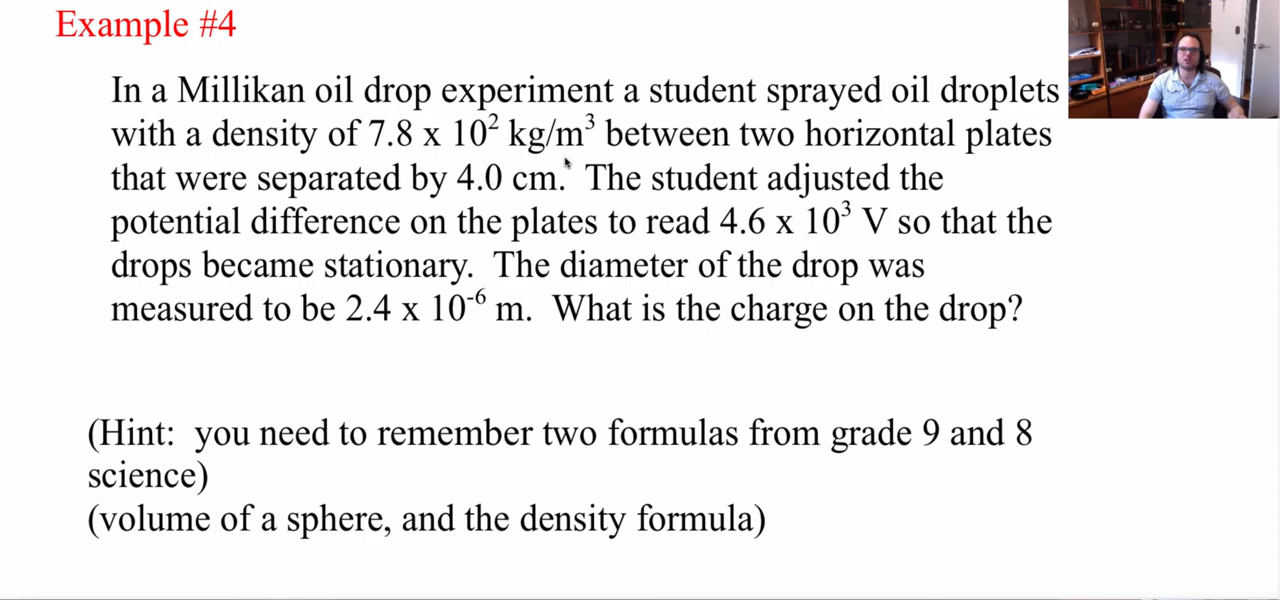 Example #4
In a Millikan oil drop experiment a student sprayed oil droplets
with a density of 7.8 x 10² kg/m³ between two horizontal plates
that were separated by 4.0 cm. The student adjusted the
potential difference on the plates to read 4.6 x 10³ V so that the
drops became stationary. The diameter of the drop was
measured to be 2.4 x 10⁻⁶ m. What is the charge on the drop?
(Hint: you need to remember two formulas from grade 9 and 8
science)
(volume of a sphere, and the density formula)